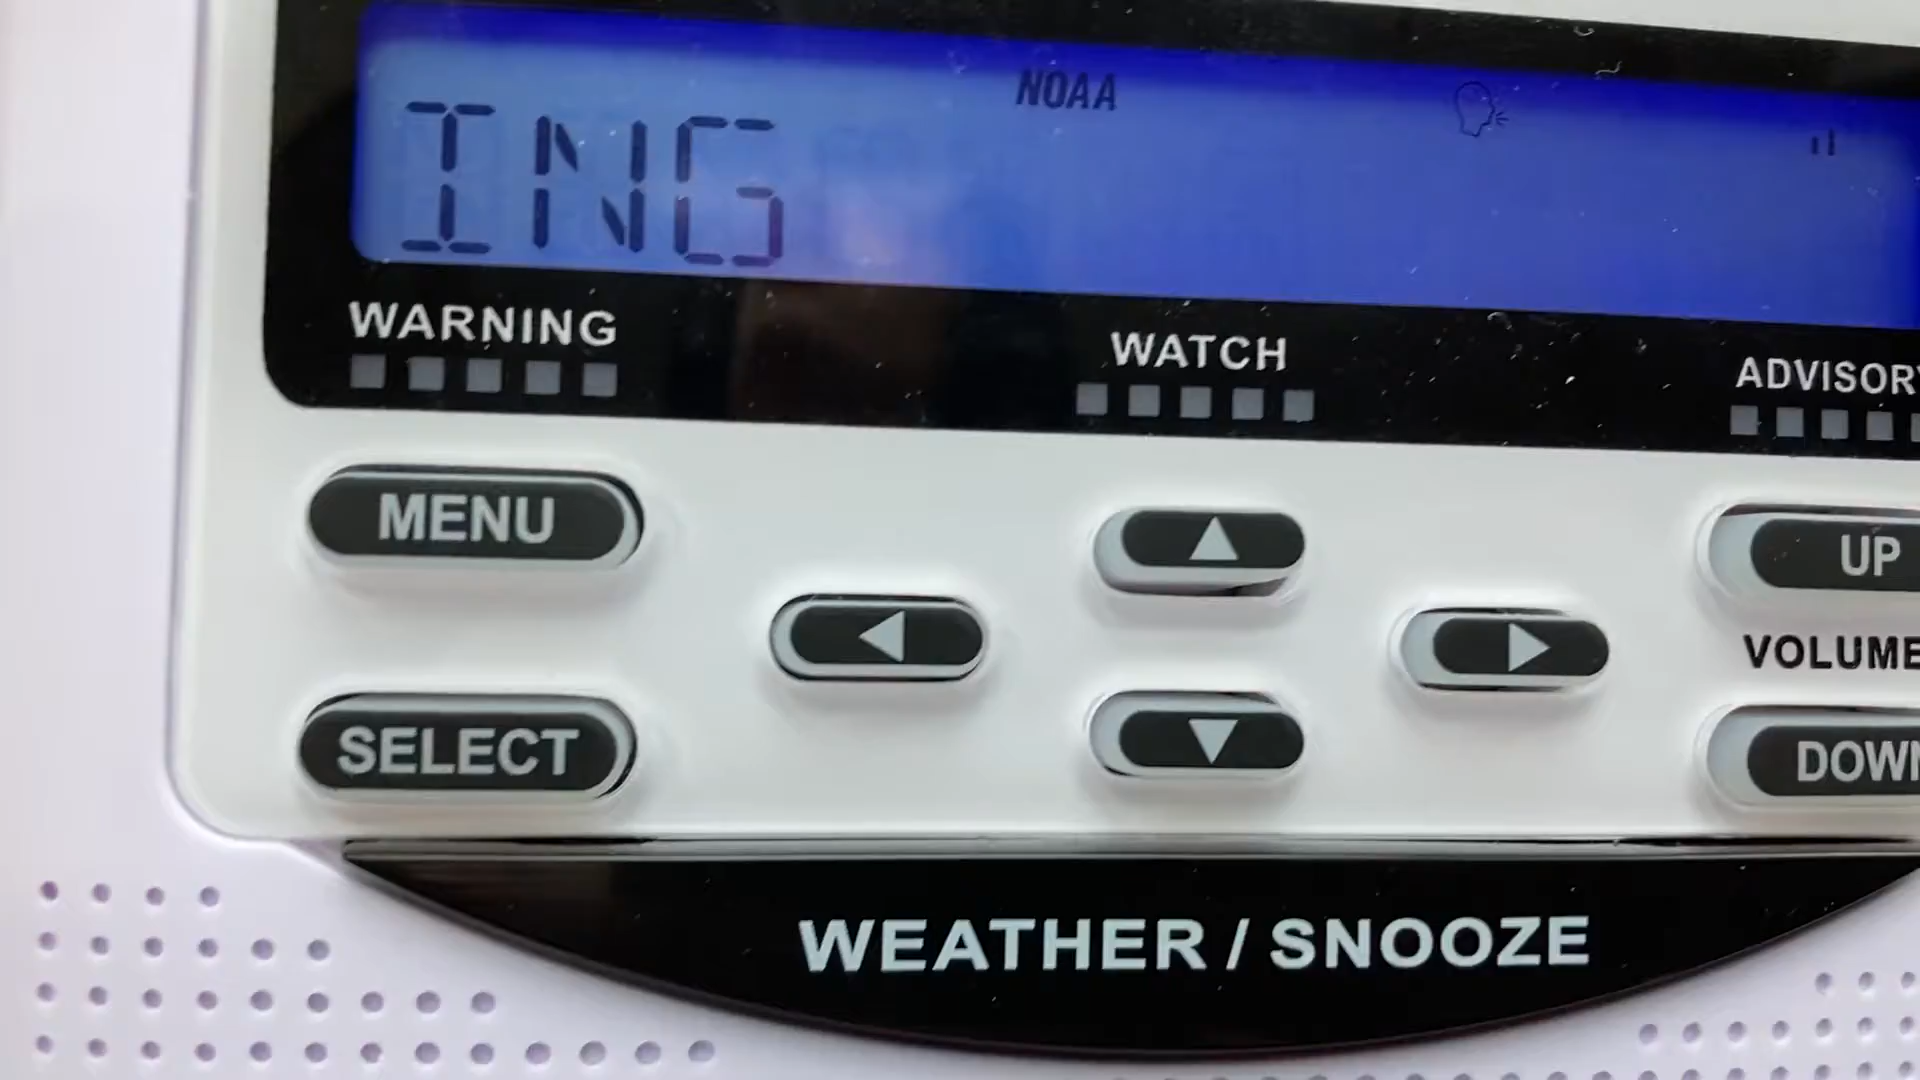 NOAA
ING
WARNING
WATCH
ADVISORY
MENU
UP
VOLUME
SELECT
DOWN
WEATHER / SNOOZE